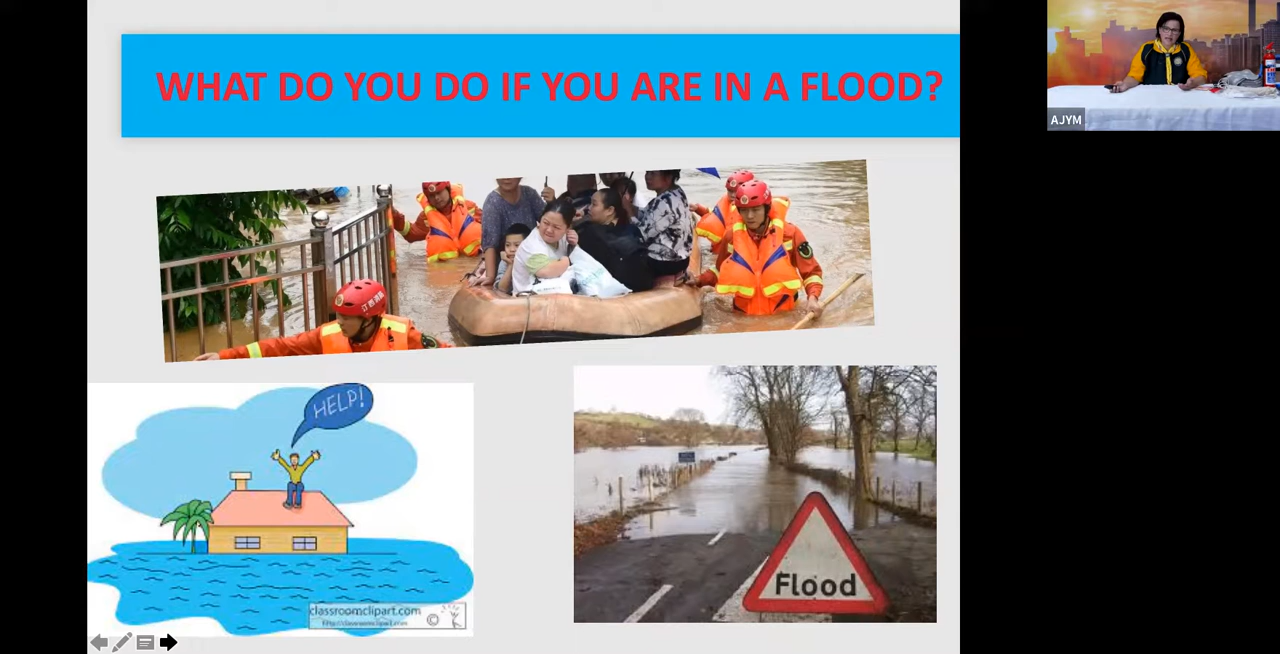 WHAT DO YOU DO IF YOU ARE IN A FLOOD?
AJYM
HELP!
classroomclipart.com
©
Flood